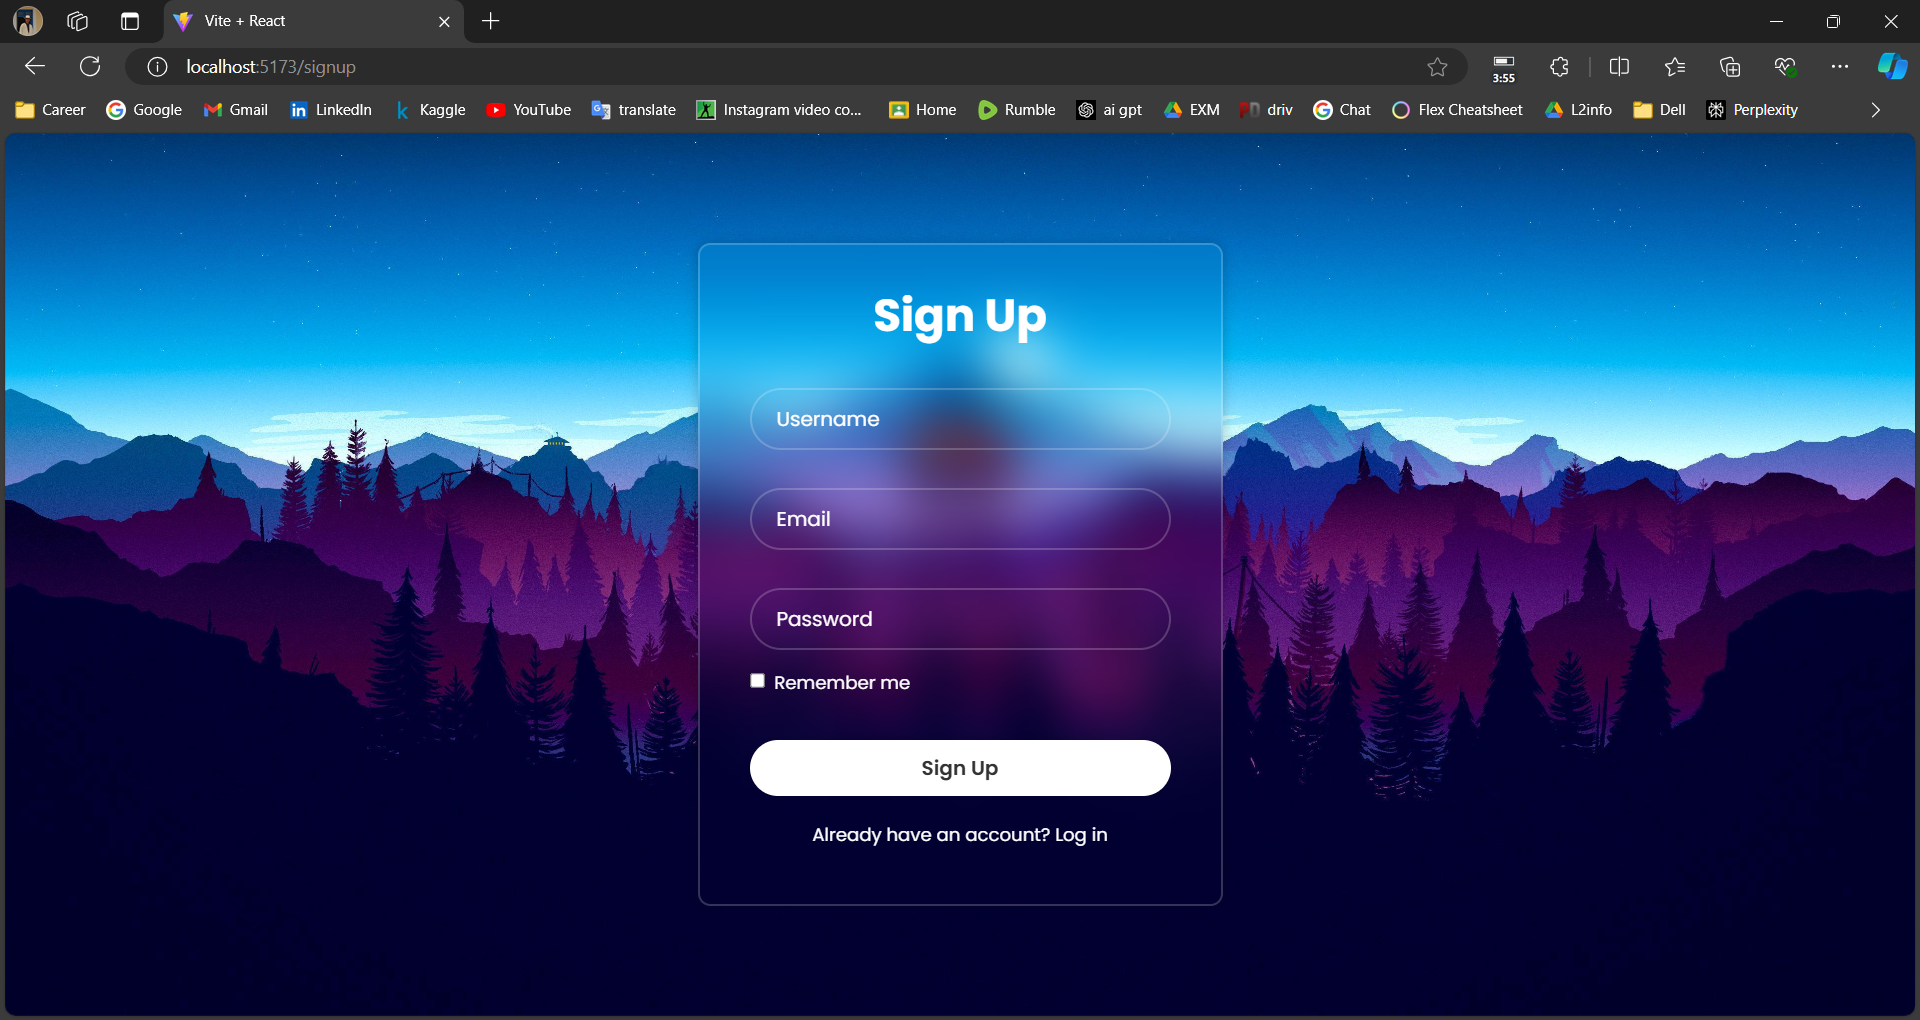 Vite + React
localhost:5173/signup
3:55
Career Google Gmail LinkedIn Kaggle YouTube translate Instagram video co... Home Rumble ai gpt EXM driv Chat Flex Cheatsheet L2info Dell Perplexity
Sign Up
Username
Email
Password
Remember me
Sign Up
Already have an account? Log in